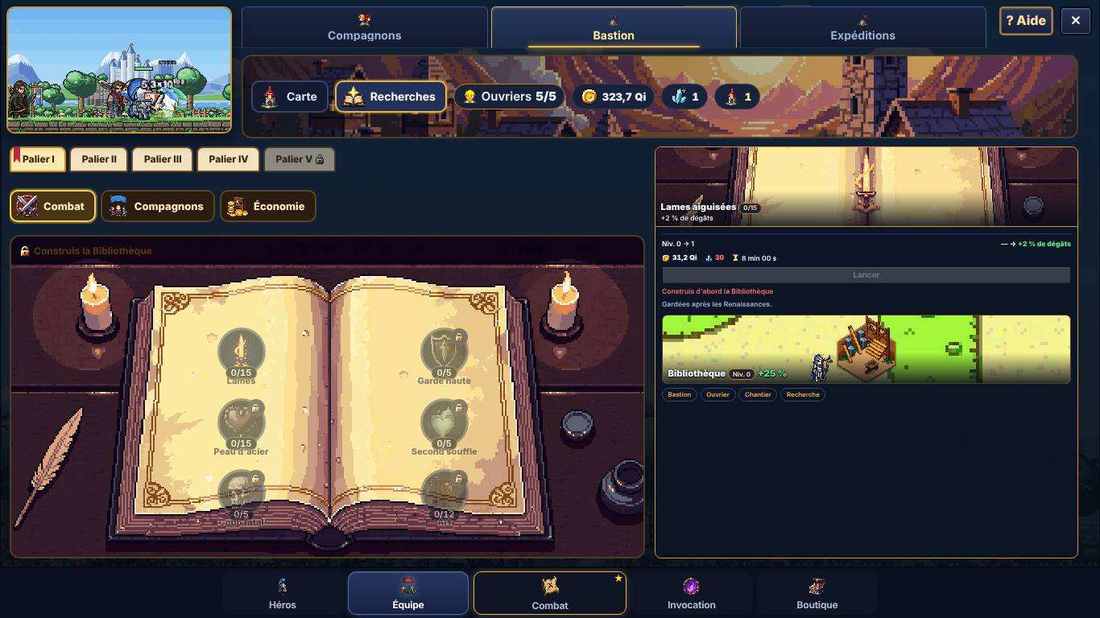 Compagnons
Bastion
Expéditions
? Aide
✕
Carte
Recherches
Ouvriers 5/5
323,7 Qi
1
1
Palier I
Palier II
Palier III
Palier IV
Palier V
Combat
Compagnons
Économie
Construis la Bibliothèque
0/15
Lames
0/5
Garde haute
0/15
Peau d'acier
0/5
Second souffle
0/5
0/12
Lames aiguisées 0/15
+2 % de dégâts
Niv. 0 → 1
— → +2 % de dégâts
31,2 Qi 30 8 min 00 s
Lancer
Construis d'abord la Bibliothèque
Gardées après les Renaissances.
Bibliothèque Niv. 0 +25 %
Bastion
Ouvrier
Chantier
Recherche
Héros
Équipe
Combat
Invocation
Boutique